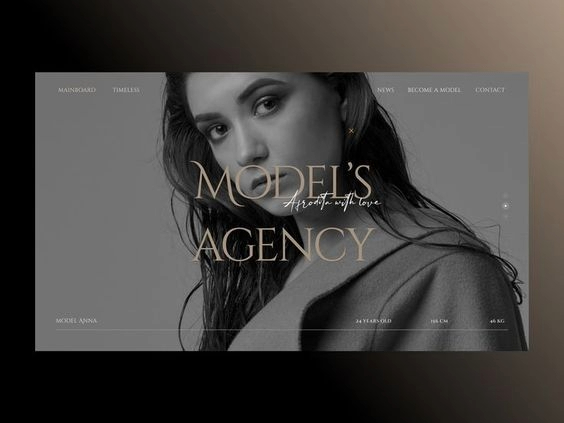 MAINBOARD TIMELESS NEWS BECOME A MODEL CONTACT
MODEL'S
Afrodita with love
AGENCY
MODEL ANNA 24 YEARS OLD CM 46 KG